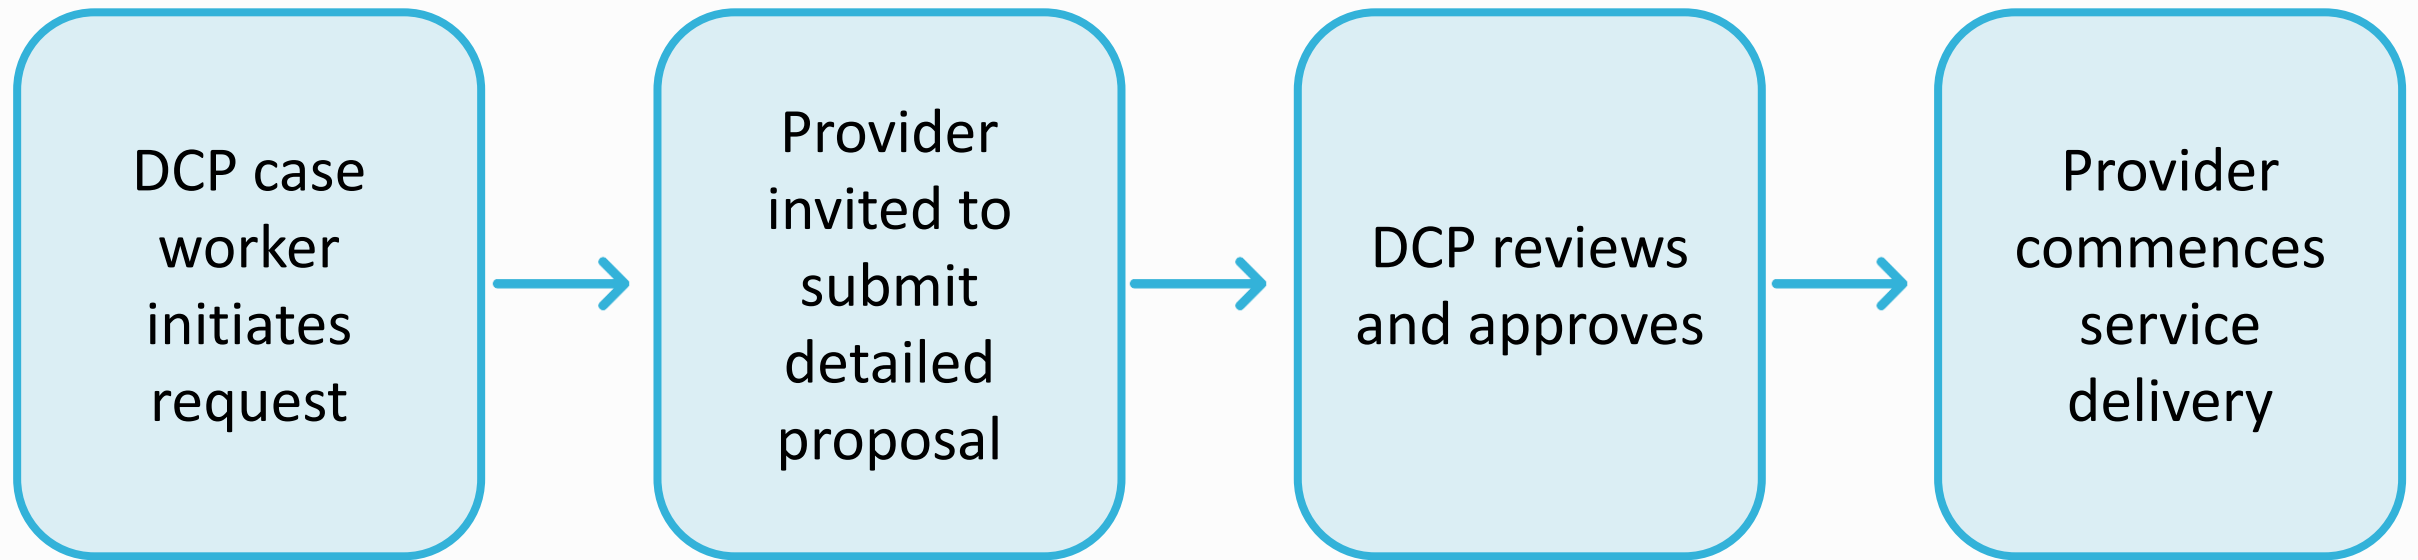 DCP case
worker
initiates
request
Provider
invited to
submit
detailed
proposal
DCP reviews
and approves
Provider
commences
service
delivery